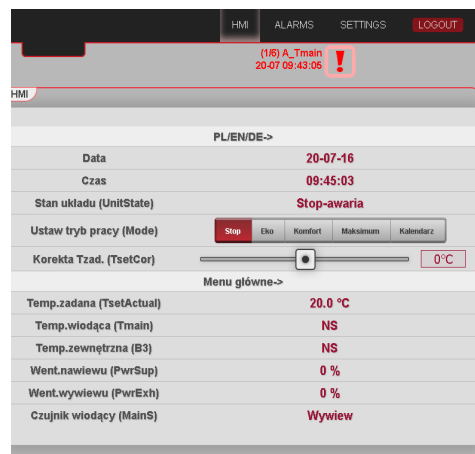 HMI ALARMS SETTINGS LOGOUT
(1/6) A_Tmain
20-07 09:43:05
!
HMI
PL/EN/DE->
Data 20-07-16
Czas 09:45:03
Stan układu (UnitState) Stop-awaria
Ustaw tryb pracy (Mode) Stop Eko Komfort Maksimum Kalendarz
Korekta Tzad. (TsetCor) 0°C
Menu główne->
Temp.zadana (TsetActual) 20.0 °C
Temp.wiodąca (Tmain) NS
Temp.zewnętrzna (B3) NS
Went.nawiewu (PwrSup) 0 %
Went.wywiewu (PwrExh) 0 %
Czujnik wiodący (MainS) Wywiew